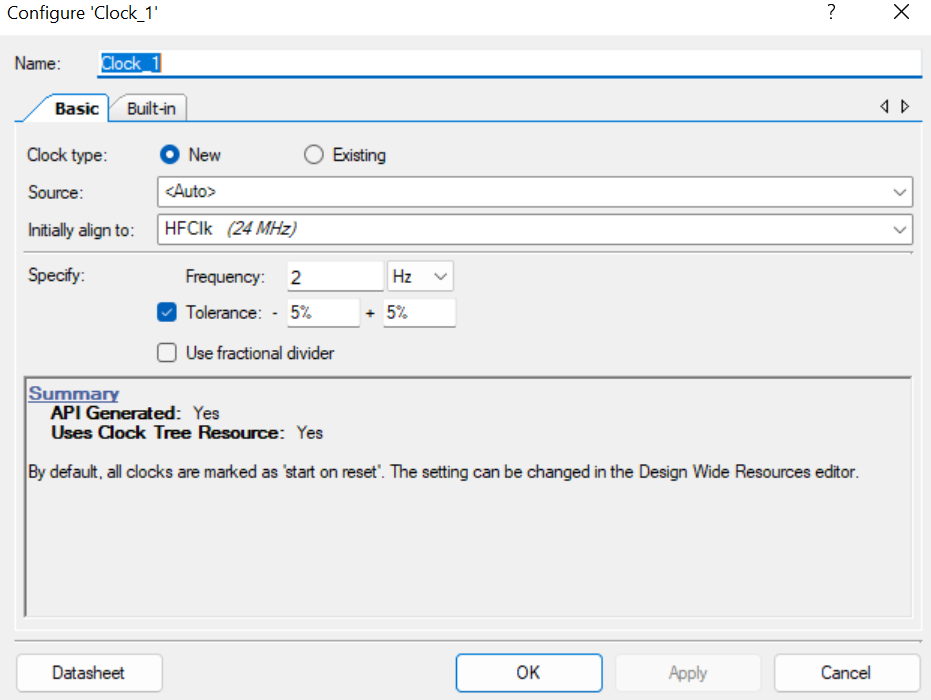 Configure 'Clock_1'
?
Name: Clock_1
Basic Built-in
Clock type: New Existing
Source: <Auto>
Initially align to: HFClk (24 MHz)
Specify: Frequency: 2 Hz
Tolerance: - 5% + 5%
Use fractional divider
Summary
API Generated: Yes
Uses Clock Tree Resource: Yes
By default, all clocks are marked as 'start on reset'. The setting can be changed in the Design Wide Resources editor.
Datasheet OK Apply Cancel